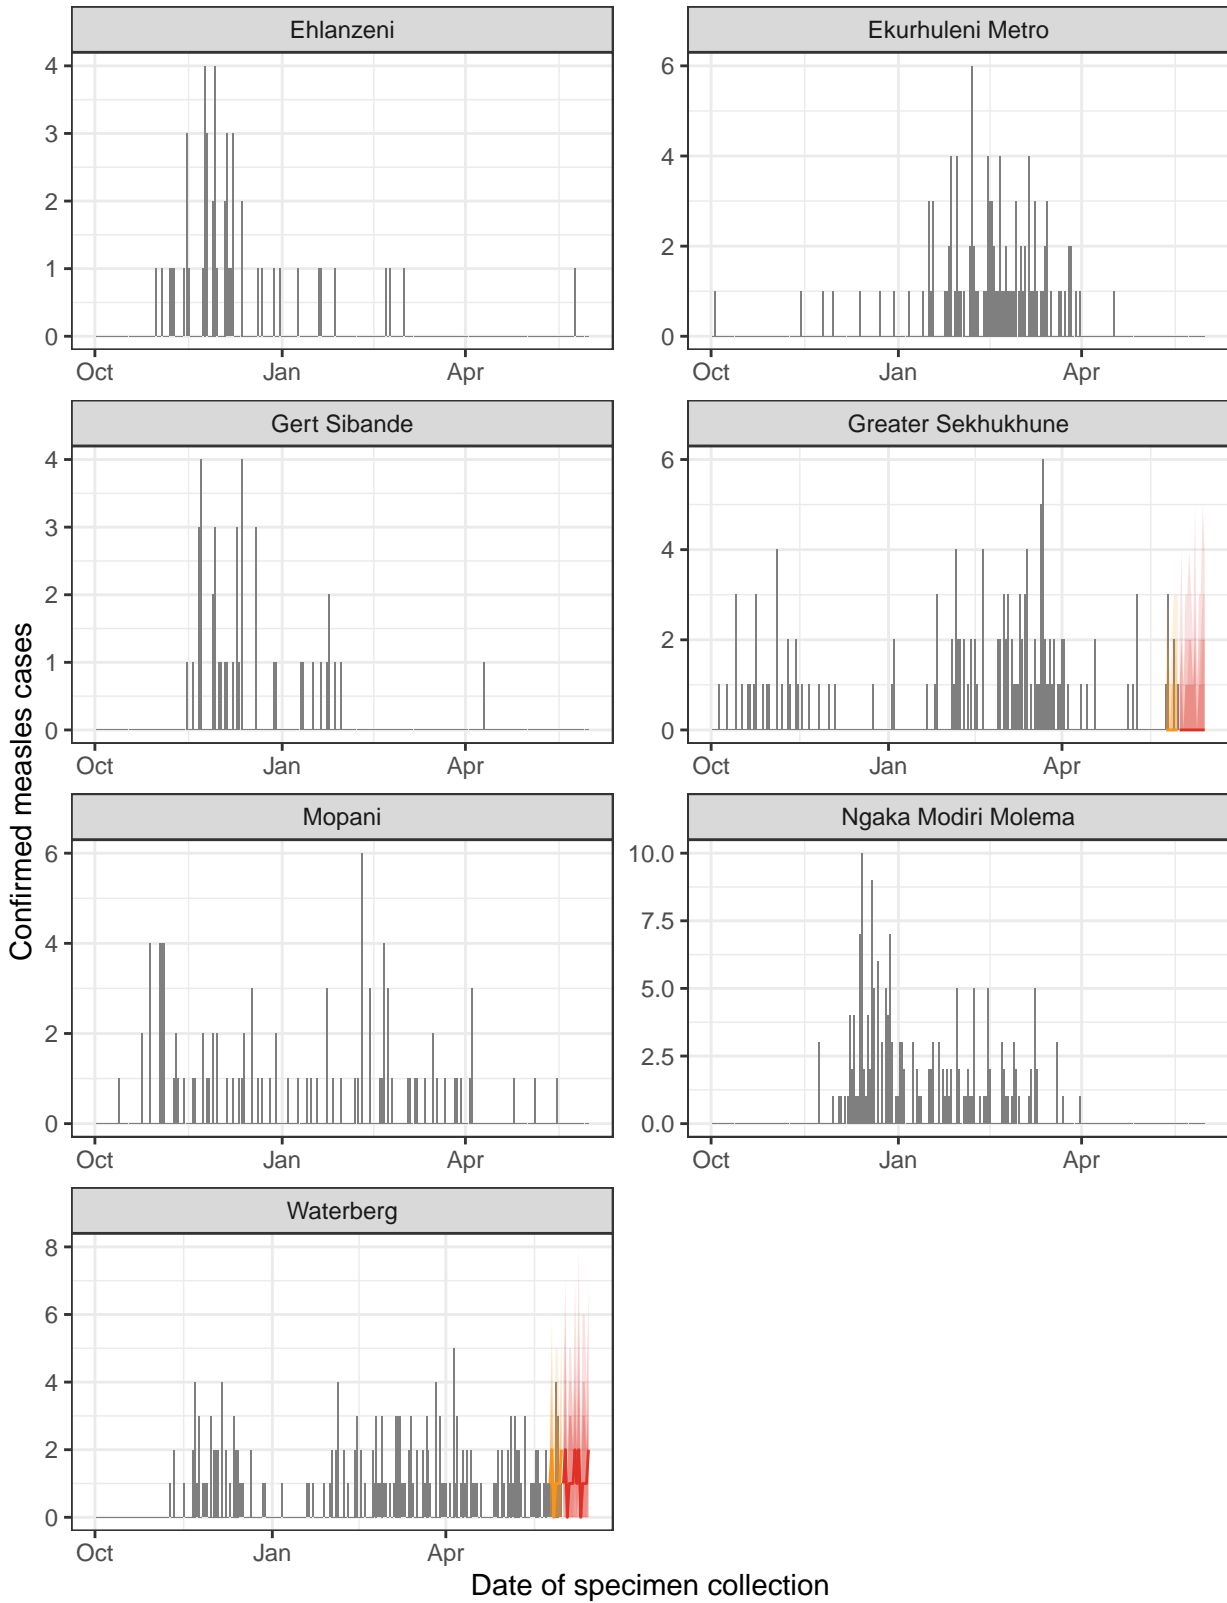 Ehlanzeni
Ekurhuleni Metro
4
3
2
1
0
Oct
Jan
Apr
6
4
2
0
Oct
Jan
Apr
Gert Sibande
Greater Sekhukhune
4
3
2
1
0
Oct
Jan
Apr
6
4
2
0
Oct
Jan
Apr
Confirmed measles cases
Mopani
Ngaka Modiri Molema
6
4
2
0
Oct
Jan
Apr
10.0
7.5
5.0
2.5
0.0
Oct
Jan
Apr
Waterberg
8
6
4
2
0
Oct
Jan
Apr
Date of specimen collection